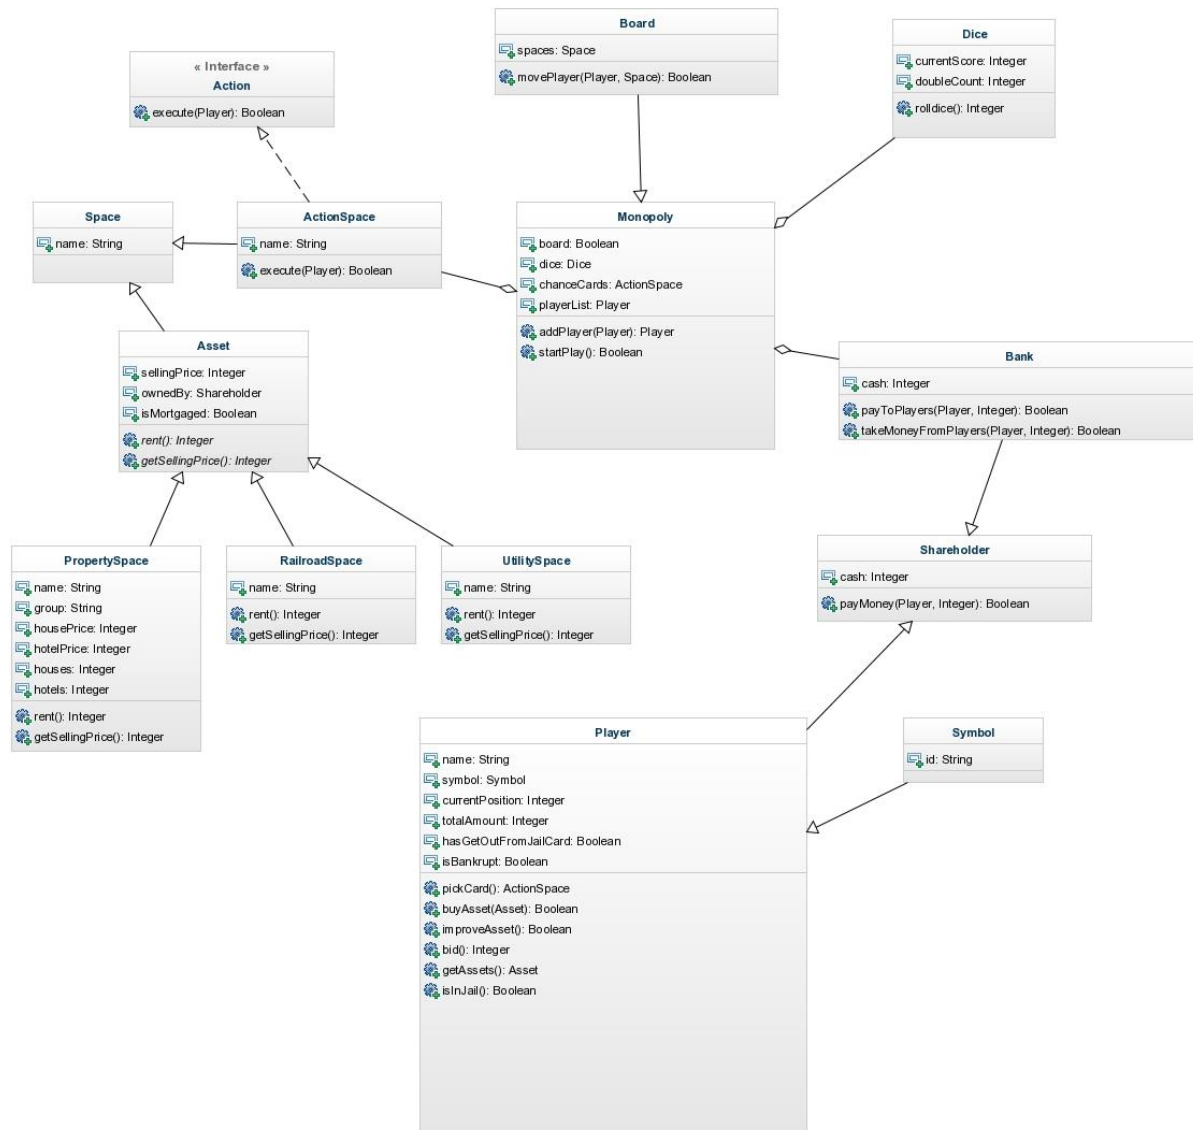 Board
spaces: Space
movePlayer(Player, Space): Boolean
Dice
currentScore: Integer
doubleCount: Integer
rolldice(): Integer
« Interface »
Action
execute(Player): Boolean
Space
name: String
ActionSpace
name: String
execute(Player): Boolean
Monopoly
board: Boolean
dice: Dice
chanceCards: ActionSpace
playerList: Player
addPlayer(Player): Player
startPlay(): Boolean
Asset
sellingPrice: Integer
ownedBy: Shareholder
isMortgaged: Boolean
rent(): Integer
getSellingPrice(): Integer
Bank
cash: Integer
payToPlayers(Player, Integer): Boolean
takeMoneyFromPlayers(Player, Integer): Boolean
PropertySpace
name: String
group: String
housePrice: Integer
hotelPrice: Integer
houses: Integer
hotels: Integer
rent(): Integer
getSellingPrice(): Integer
RailroadSpace
name: String
rent(): Integer
getSellingPrice(): Integer
UtilitySpace
name: String
rent(): Integer
getSellingPrice(): Integer
Shareholder
cash: Integer
payMoney(Player, Integer): Boolean
Player
name: String
symbol: Symbol
currentPosition: Integer
totalAmount: Integer
hasGetOutFromJailCard: Boolean
isBankrupt: Boolean
pickCard(): ActionSpace
buyAsset(Asset): Boolean
improveAsset(): Boolean
bid(): Integer
getAssets(): Asset
isInJail(): Boolean
Symbol
id: String